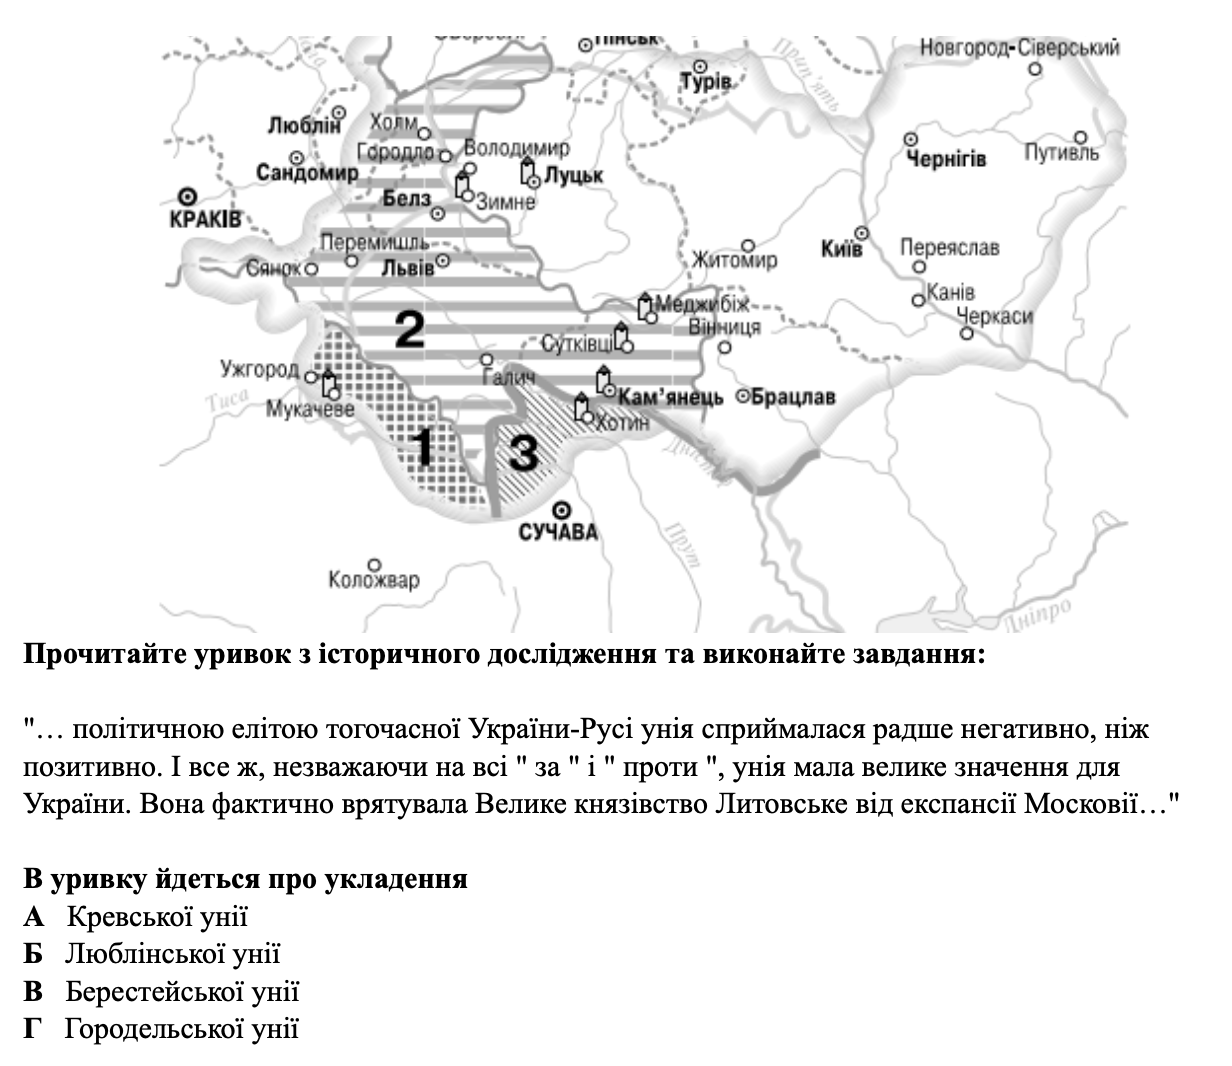 Пінськ
Новгород-Сіверський
Турів
Прип'ять
Люблін
Холм
Городло
Володимир
Чернігів
Путивль
Сандомир
Луцьк
КРАКІВ
Белз
Зимне
Перемишль
Київ
Переяслав
Сянок
Львів
Житомир
Канів
Меджибіж
Черкаси
2
Вінниця
Сутківці
Ужгород
Галич
Тиса
Мукачеве
Кам'янець
Брацлав
Хотин
1
3
Дністер
СУЧАВА
Прут
Коложвар
Дніпро
Прочитайте уривок з історичного дослідження та виконайте завдання:
"… політичною елітою тогочасної України-Русі унія сприймалася радше негативно, ніж
позитивно. І все ж, незважаючи на всі " за " і " проти ", унія мала велике значення для
України. Вона фактично врятувала Велике князівство Литовське від експансії Московії…"
В уривку йдеться про укладення
А Кревської унії
Б Люблінської унії
В Берестейської унії
Г Городельської унії